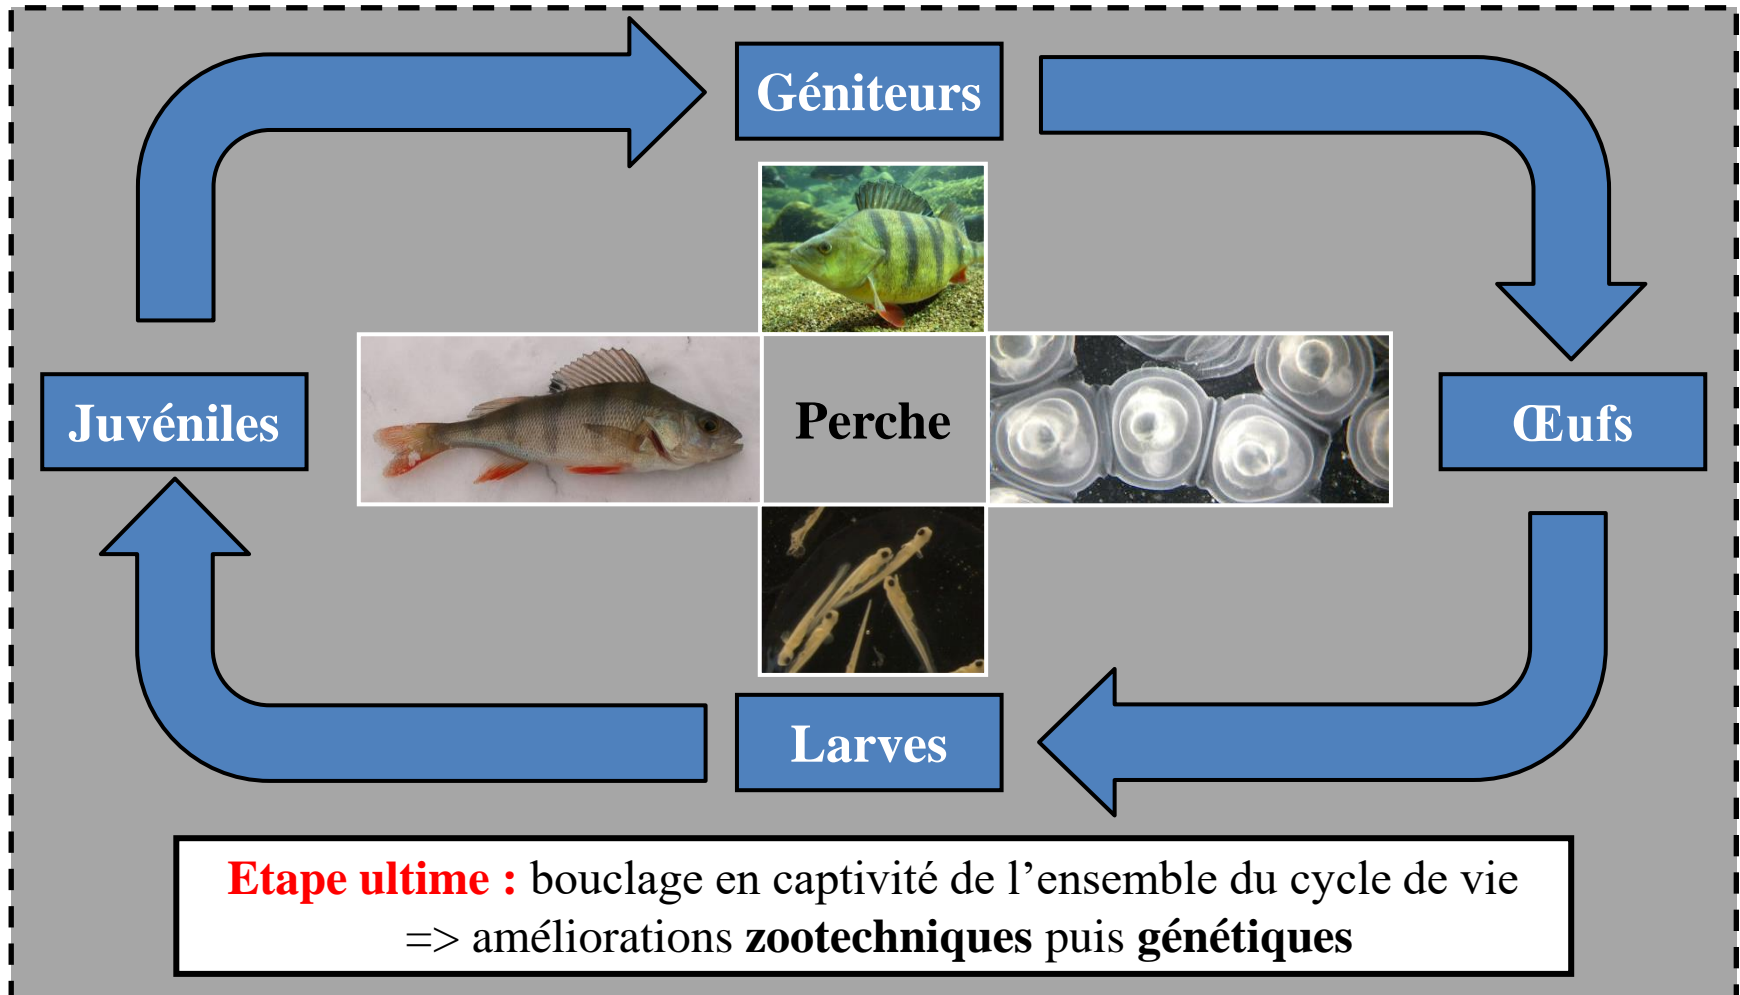 Géniteurs
Juvéniles
Perche
Œufs
Larves
Etape ultime : bouclage en captivité de l’ensemble du cycle de vie
=> améliorations zootechniques puis génétiques